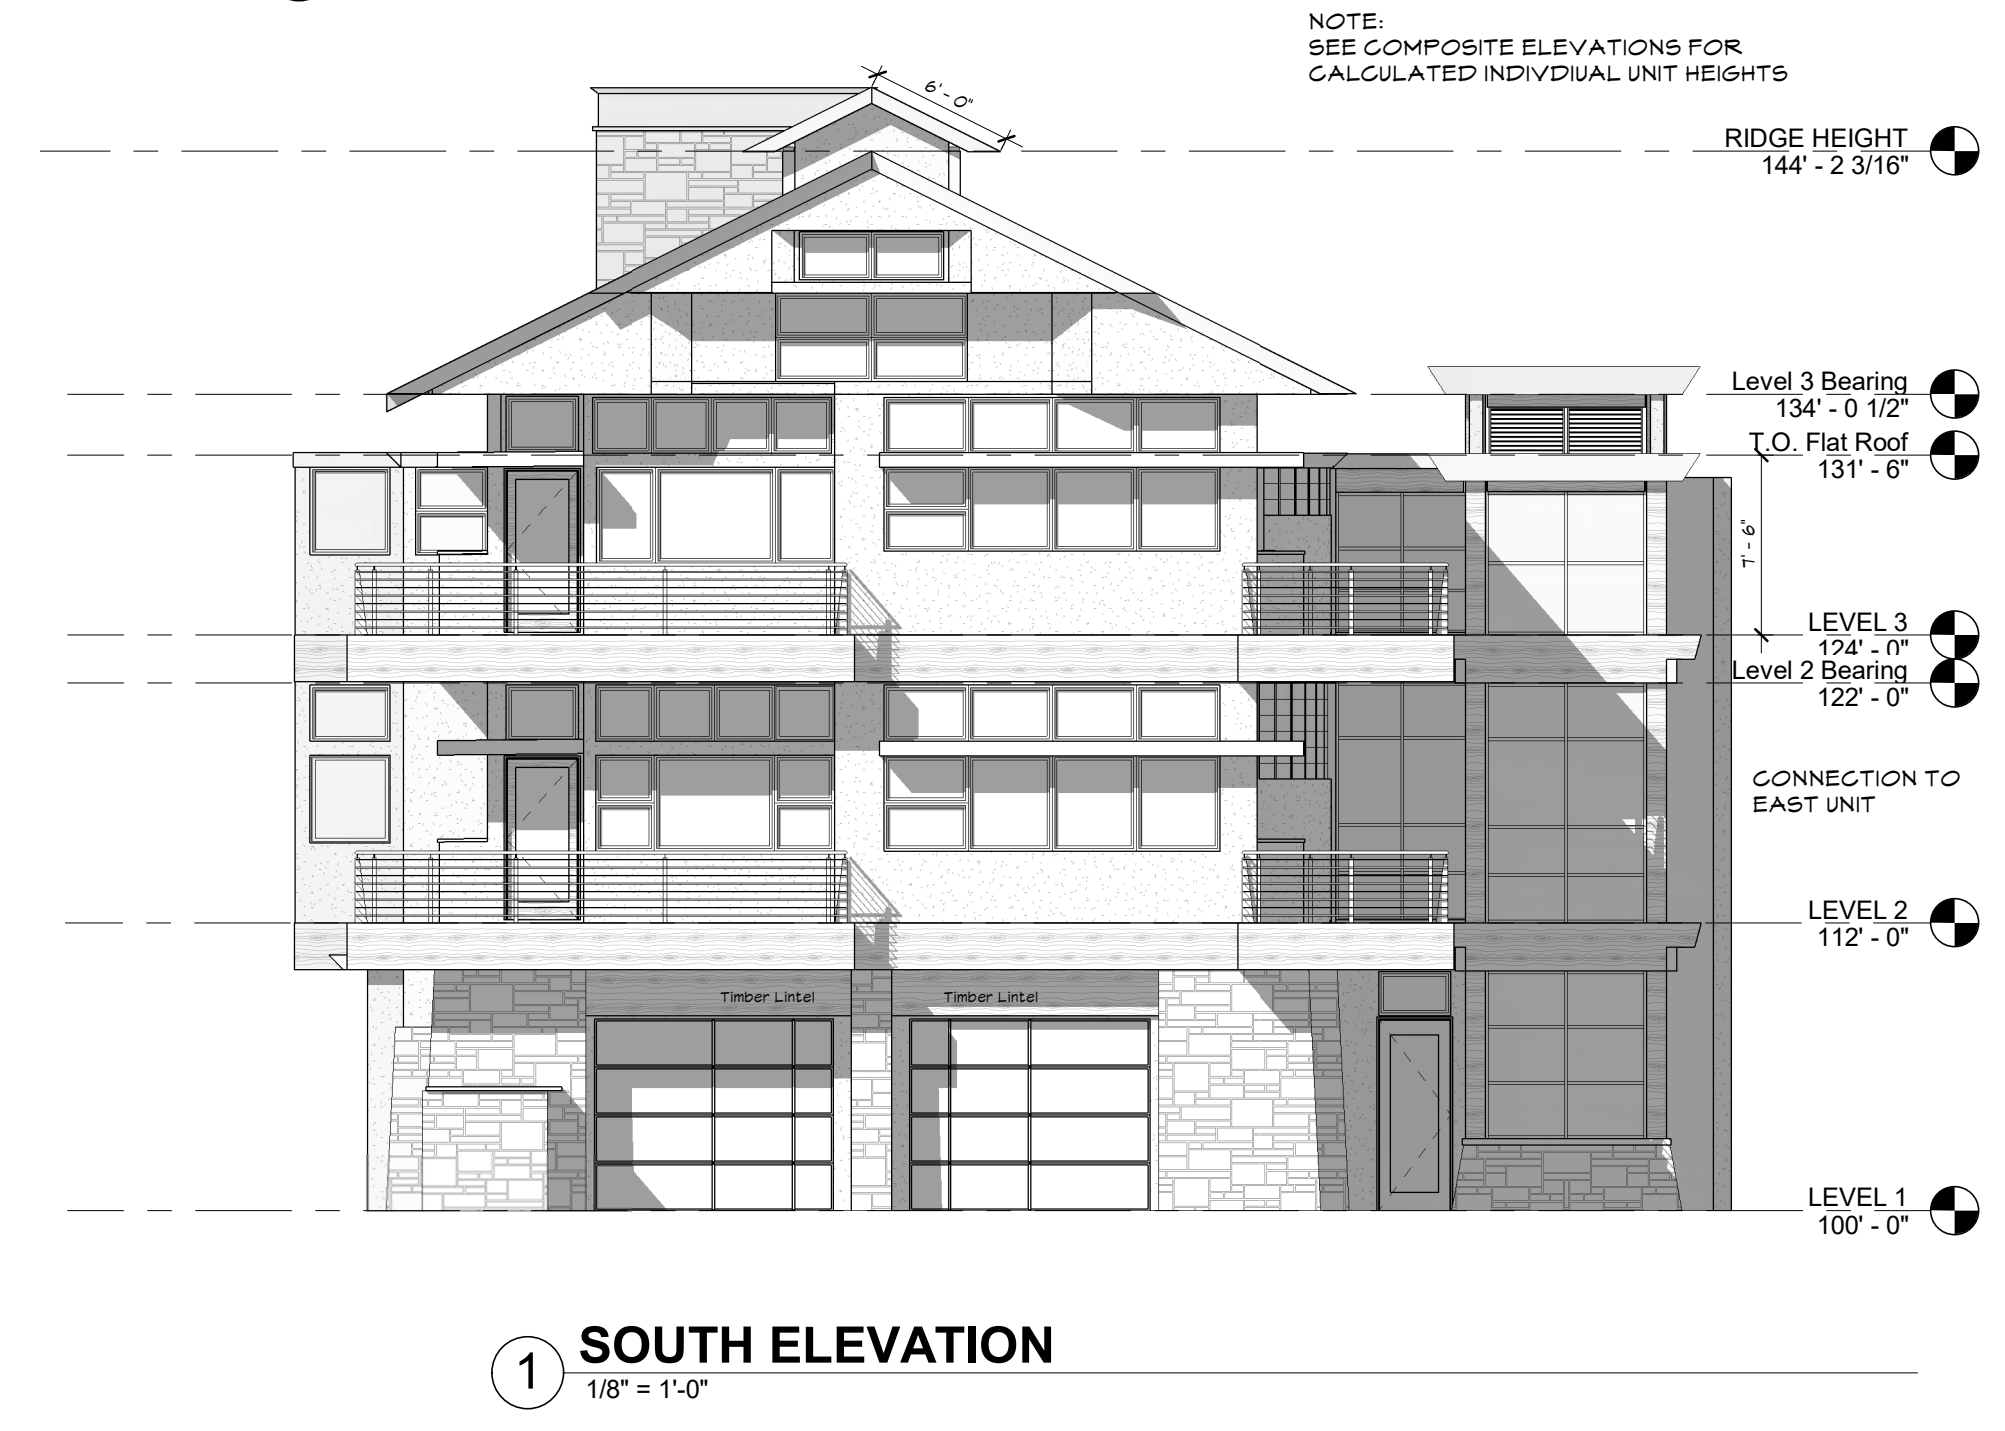 NOTE:
SEE COMPOSITE ELEVATIONS FOR
CALCULATED INDIVDIUAL UNIT HEIGHTS
6' - 0"
RIDGE HEIGHT
144' - 2 3/16"
Level 3 Bearing
134' - 0 1/2"
T.O. Flat Roof
131' - 6"
7' - 6"
LEVEL 3
124' - 0"
Level 2 Bearing
122' - 0"
CONNECTION TO
EAST UNIT
LEVEL 2
112' - 0"
Timber Lintel
Timber Lintel
LEVEL 1
100' - 0"
1
SOUTH ELEVATION
1/8" = 1'-0"